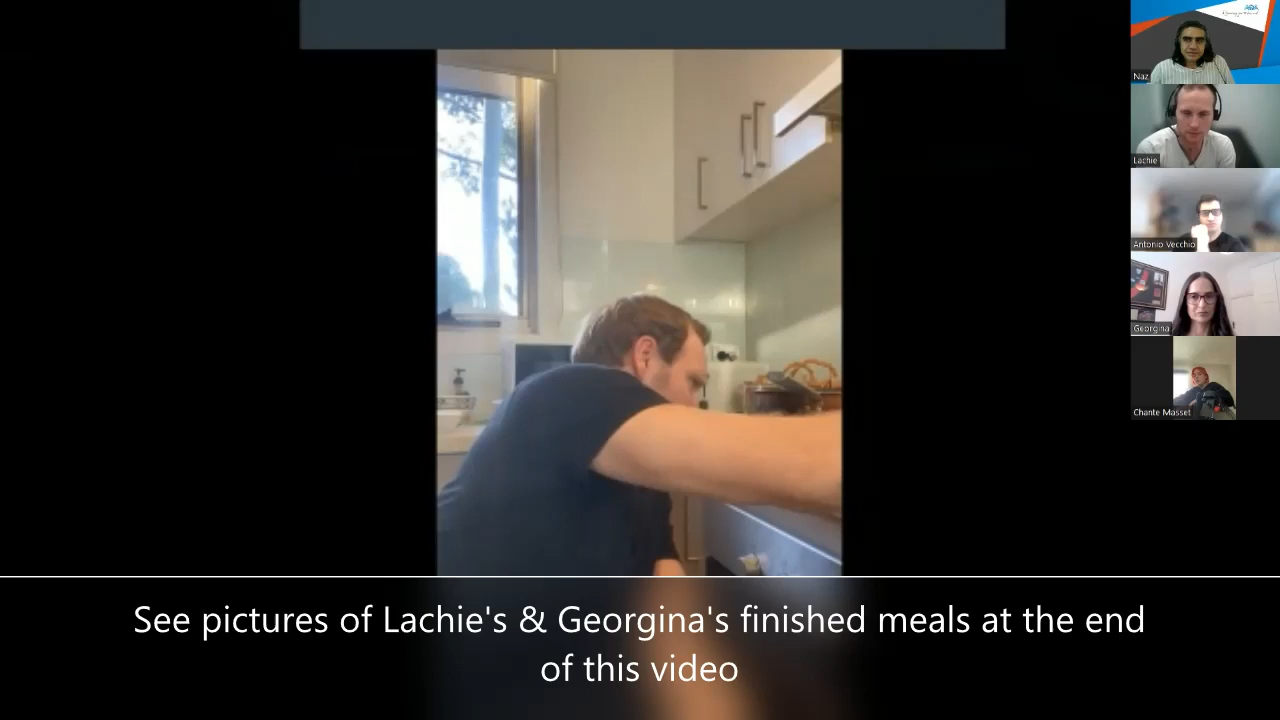 Naz
Lachie
Antonio Vecchio
Georgina
Chante Masset
See pictures of Lachie's & Georgina's finished meals at the end
of this video